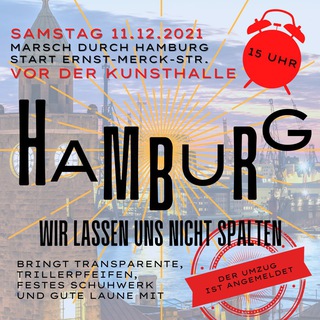 SAMSTAG 11.12.2021
MARSCH DURCH HAMBURG
START ERNST-MERCK-STR.
VOR DER KUNSTHALLE
15 UHR
HAMBURG
WIR LASSEN UNS NICHT SPALTEN
BRINGT TRANSPARENTE,
TRILLERPFEIFEN,
FESTES SCHUHWERK
UND GUTE LAUNE MIT
DER UMZUG
IST ANGEMELDET